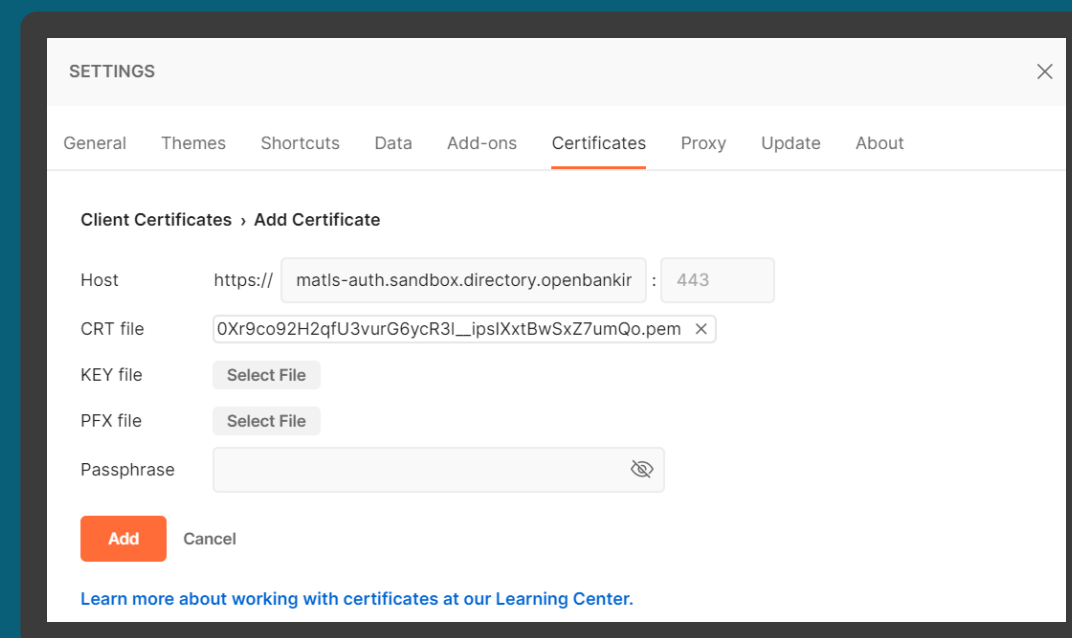 SETTINGS
General Themes Shortcuts Data Add-ons Certificates Proxy Update About
Client Certificates › Add Certificate
Host https:// matls-auth.sandbox.directory.openbankir : 443
CRT file 0Xr9co92H2qfU3vurG6ycR3I__ipsIXxtBwSxZ7umQo.pem ×
KEY file Select File
PFX file Select File
Passphrase
Add Cancel
Learn more about working with certificates at our Learning Center.